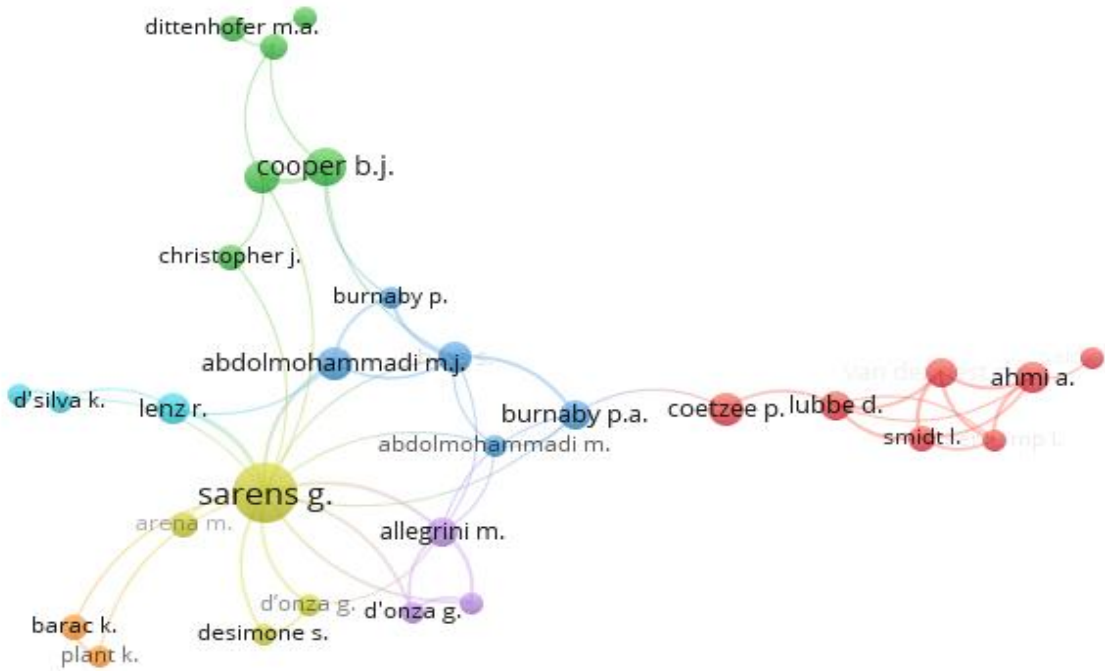 dittenhofer m.a.
cooper b.j.
christopher j.
burnaby p.
abdolmohammadi m.j.
ahmi a.
d'silva k.
lenz r.
burnaby p.a.
coetzee p.
lubbe d.
smidt l.
abdolmohammadi m.
sarens g.
arena m.
allegrini m.
d’onza g.
d'onza g.
barac k.
desimone s.
plant k.